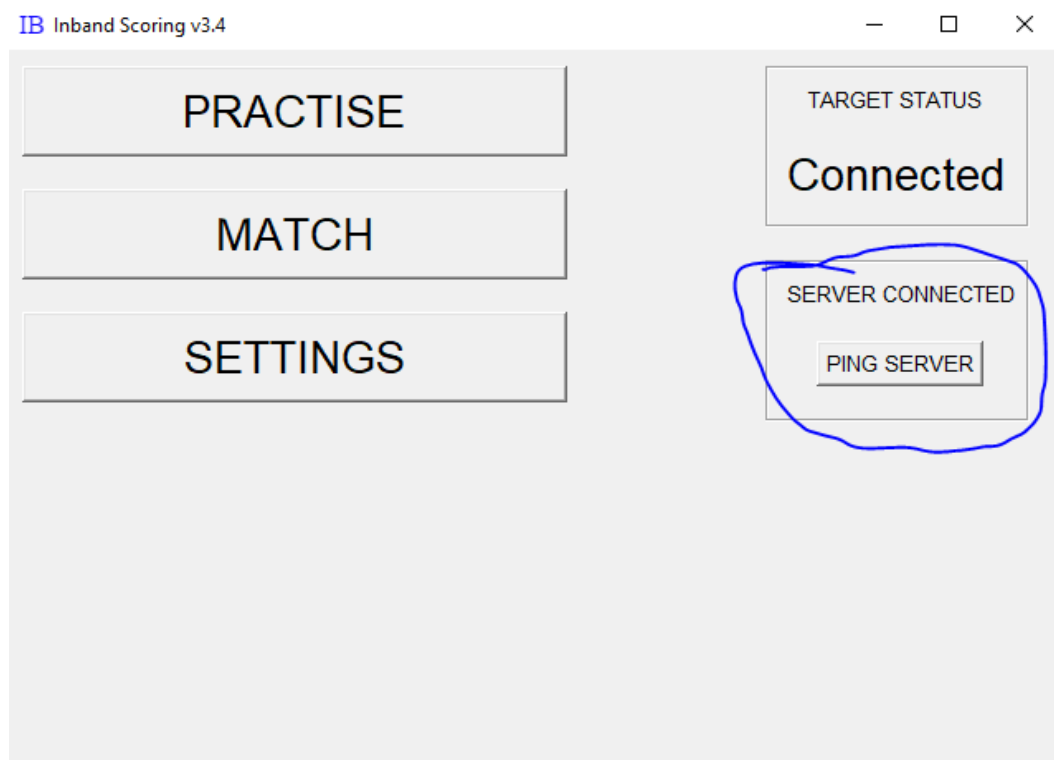 IB Inband Scoring v3.4
PRACTISE
MATCH
SETTINGS
TARGET STATUS
Connected
SERVER CONNECTED
PING SERVER